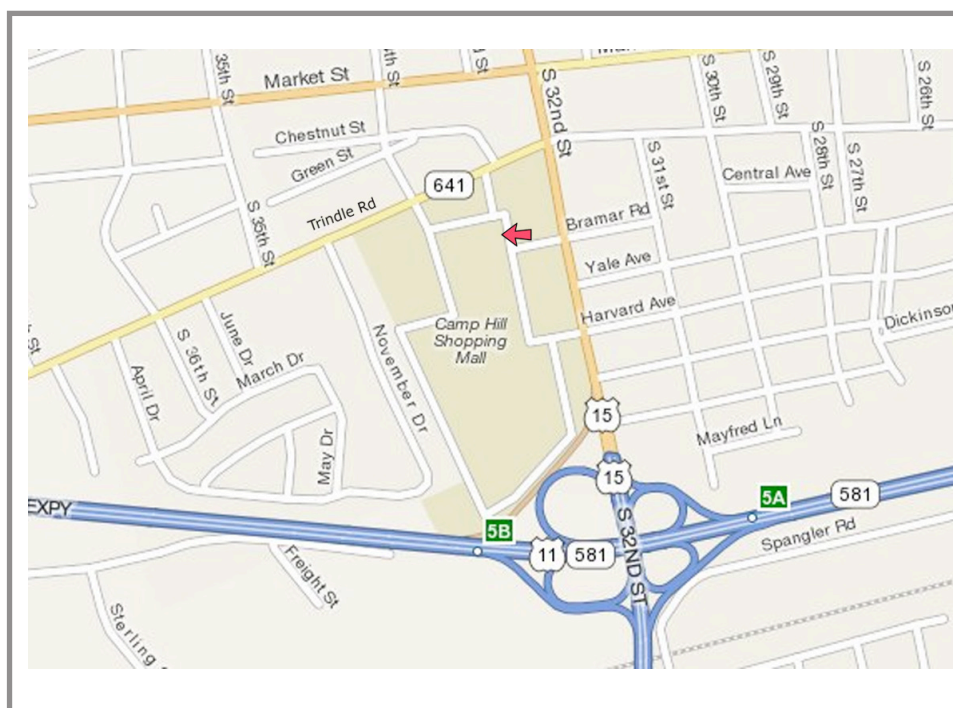 35th St
Market St
S 32nd St
S 30th St
S 29th St
S 26th St
Chestnut St
Green St
641
S 31st St
S 28th St
S 27th St
Central Ave
Trindle Rd
S 35th St
Bramar Rd
Yale Ave
Harvard Ave
Dickinson
Camp Hill
Shopping
Mall
S 36th St
June Dr
March Dr
November Dr
April Dr
May Dr
15
Mayfred Ln
15
5A
581
EXPY
5B
11
581
S 32ND ST
Spangler Rd
Freight St
Sterling